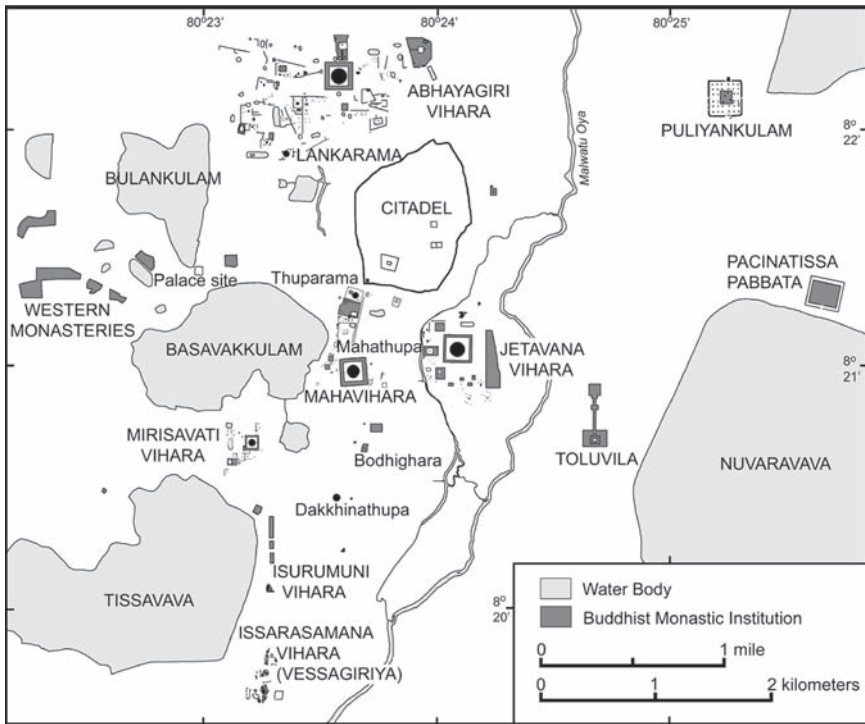 80°23'
80°24'
80°25'
ABHAYAGIRI
VIHARA
Malwatu Oya
PULIYANKULAM
8°
22'
LANKARAMA
BULANKULAM
CITADEL
Thuparama
Palace site
PACINATISSA
PABBATA
WESTERN
MONASTERIES
BASAVAKKULAM
Mahathupa
JETAVANA
VIHARA
8°
21'
MAHAVIHARA
MIRISAVATI
VIHARA
Bodhighara
TOLUVILA
NUVARAVAVA
Dakkhinathupa
ISURUMUNI
VIHARA
TISSAVAVA
8°
20'
ISSARASAMANA
VIHARA
(VESSAGIRIYA)
Water Body
Buddhist Monastic Institution
0 1 mile
0 1 2 kilometers